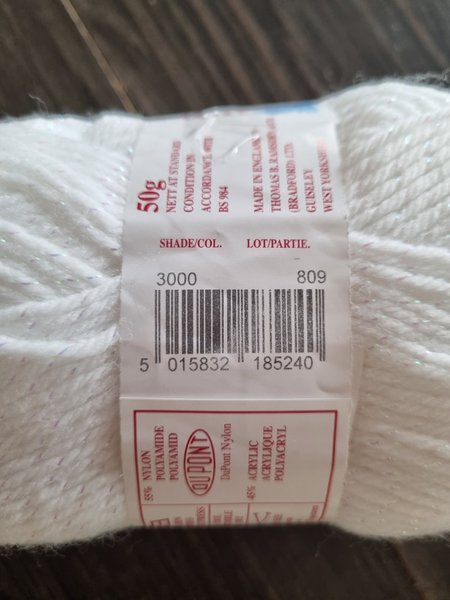 50g
NETT AT STANDARD
CONDITION IN
ACCORDANCE WITH
BS 984
MADE IN ENGLAND
THOMAS B. RAMSDEN
(BRADFORD) LTD.
GUISELEY
WEST YORKSHIRE
SHADE/COL. LOT/PARTIE.
3000 809
5 015832 185240
55% NYLON
POLYAMIDE
POLYAMID
DUPONT
DuPont Nylon
45% ACRYLIC
ACRYLIQUE
POLYACRYL